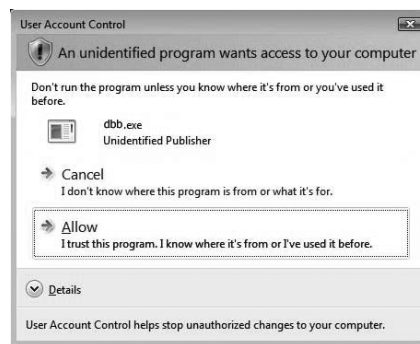 User Account Control
An unidentified program wants access to your computer
Don't run the program unless you know where it's from or you've used it
before.
dbb.exe
Unidentified Publisher
Cancel
I don't know where this program is from or what it's for.
Allow
I trust this program. I know where it's from or I've used it before.
Details
User Account Control helps stop unauthorized changes to your computer.